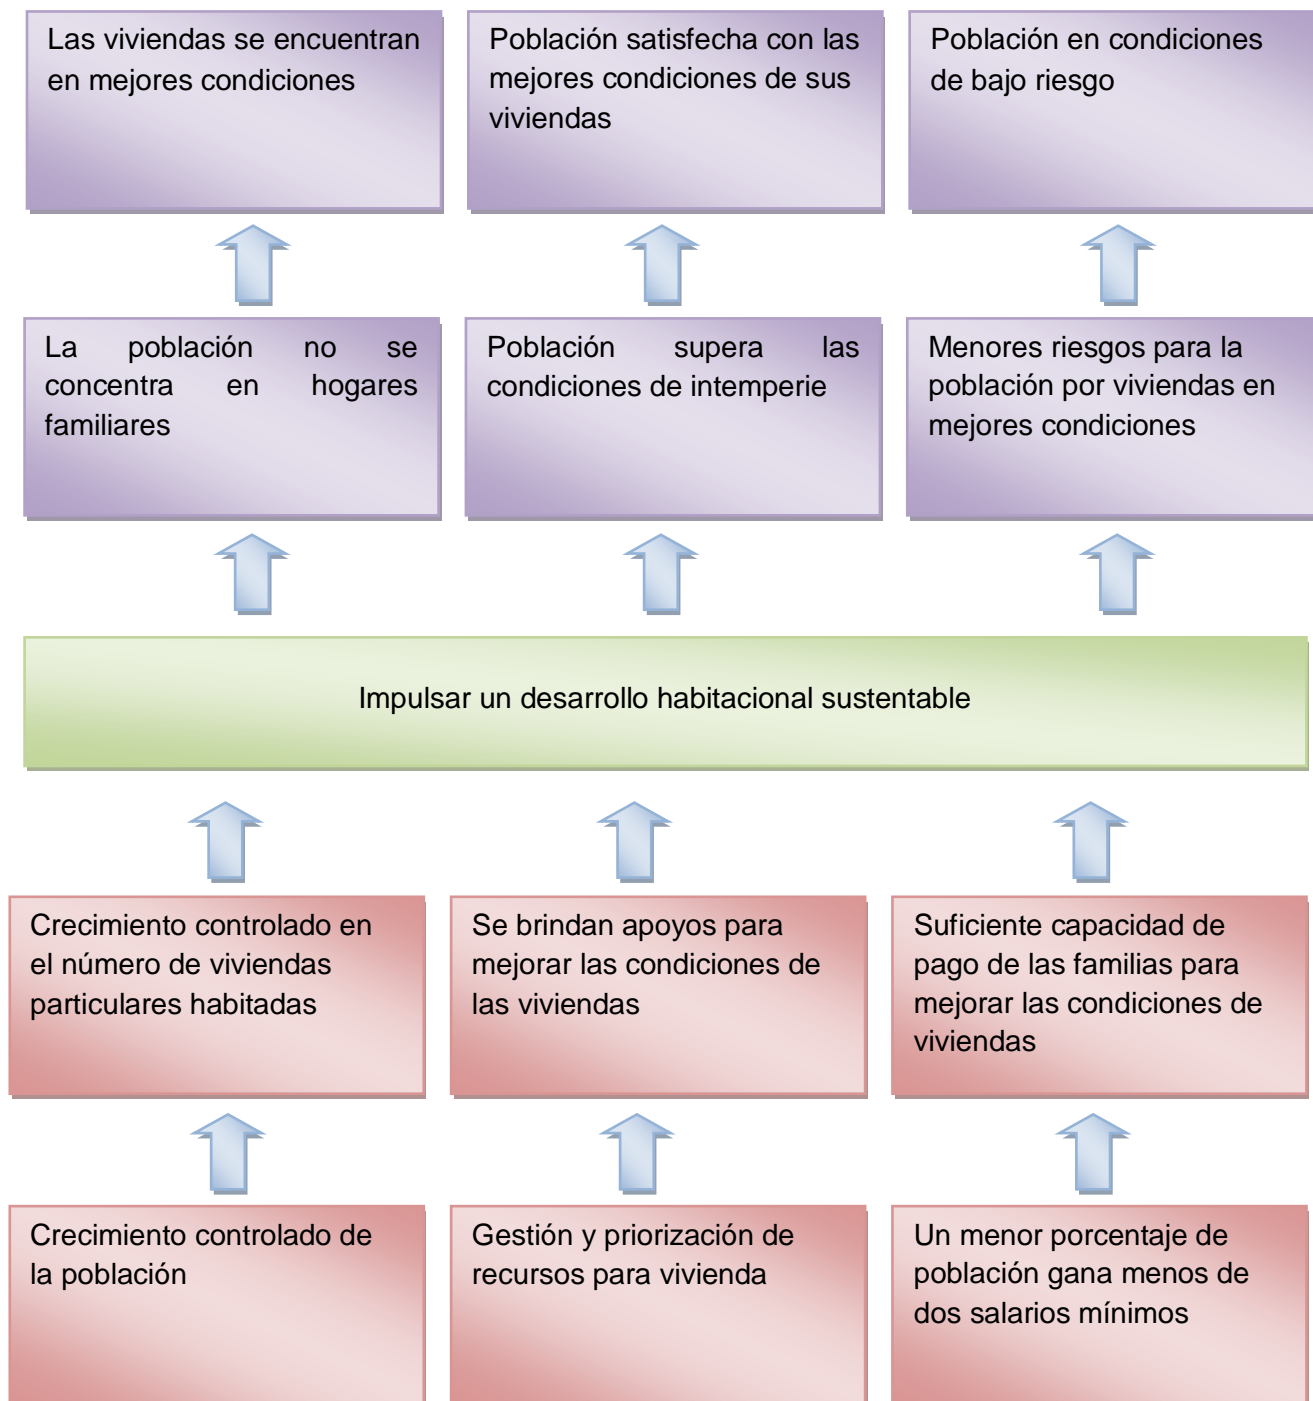 Las viviendas se encuentran
en mejores condiciones
Población satisfecha con las
mejores condiciones de sus
viviendas
Población en condiciones
de bajo riesgo
La población no se
concentra en hogares
familiares
Población supera las
condiciones de intemperie
Menores riesgos para la
población por viviendas en
mejores condiciones
Impulsar un desarrollo habitacional sustentable
Crecimiento controlado en
el número de viviendas
particulares habitadas
Se brindan apoyos para
mejorar las condiciones de
las viviendas
Suficiente capacidad de
pago de las familias para
mejorar las condiciones de
viviendas
Crecimiento controlado de
la población
Gestión y priorización de
recursos para vivienda
Un menor porcentaje de
población gana menos de
dos salarios mínimos